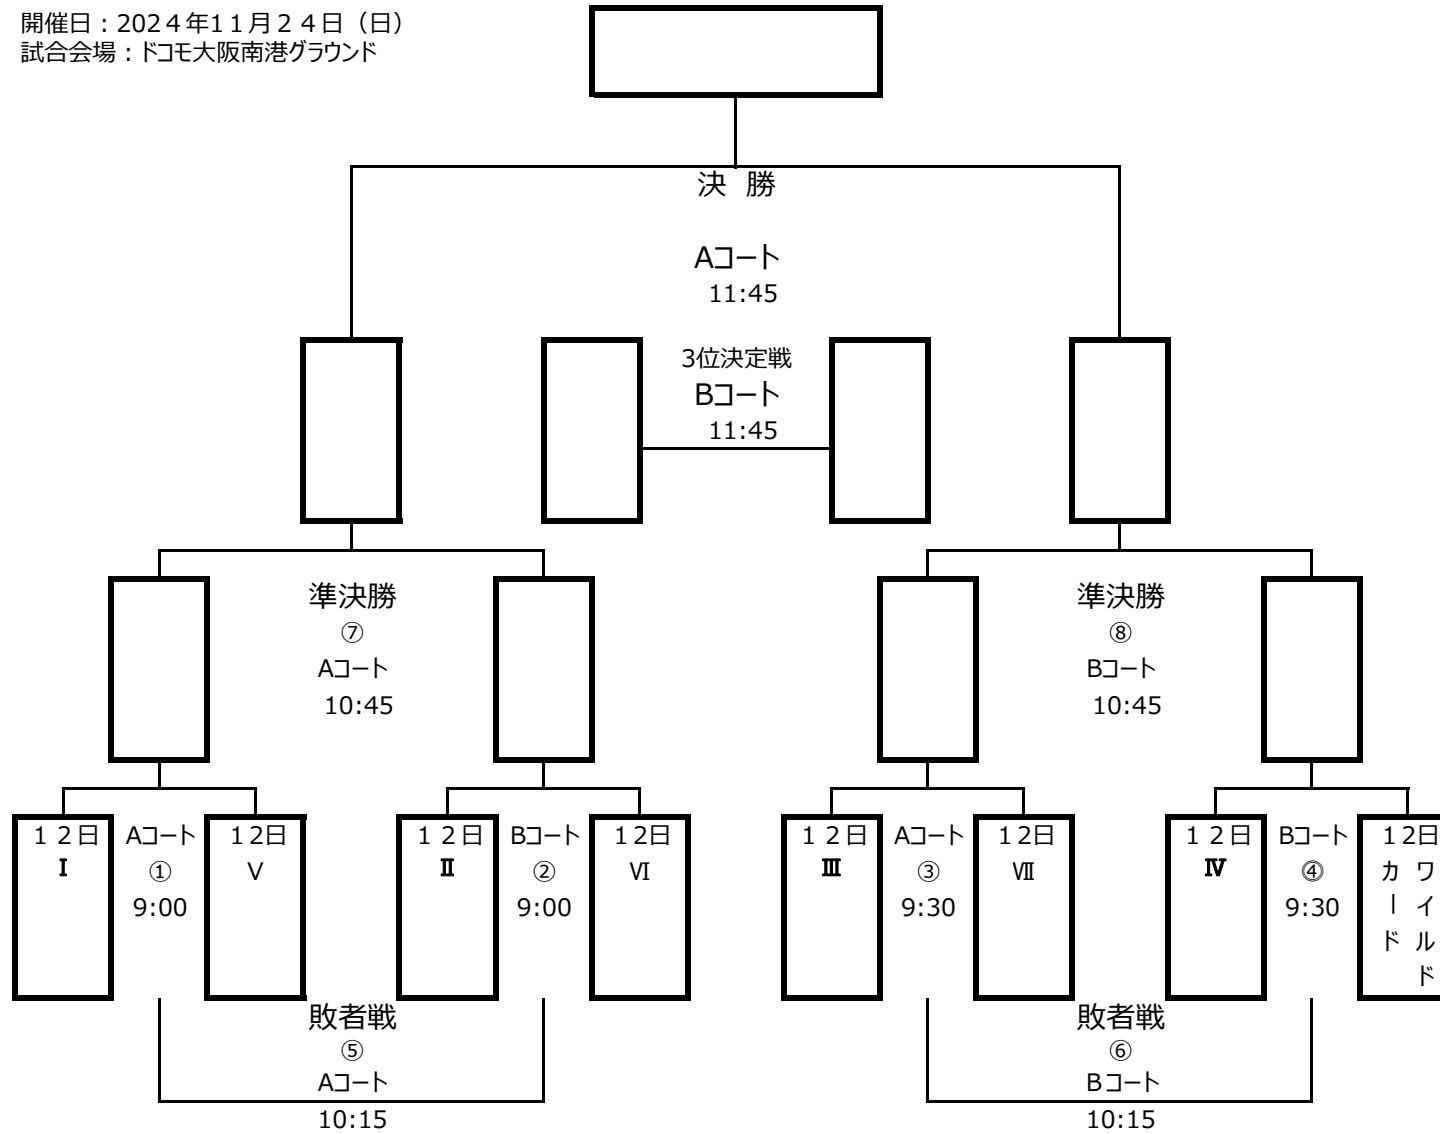 開催日：202４年1１月２４日（日）
試合会場：ドコモ大阪南港グラウンド
決 勝
Aコート
11:45
3位決定戦
Bコート
11:45
準決勝
⑦
Aコート
10:45
準決勝
⑧
Bコート
10:45
１２日
Ⅰ
Aコート
①
9:00
１2日
Ⅴ
１２日
Ⅱ
Bコート
②
9:00
１2日
Ⅵ
１２日
Ⅲ
Aコート
③
9:30
１2日
Ⅶ
１２日
Ⅳ
Bコート
④
9:30
１2日
ワイルド
カード
敗者戦
⑤
Aコート
10:15
敗者戦
⑥
Bコート
10:15